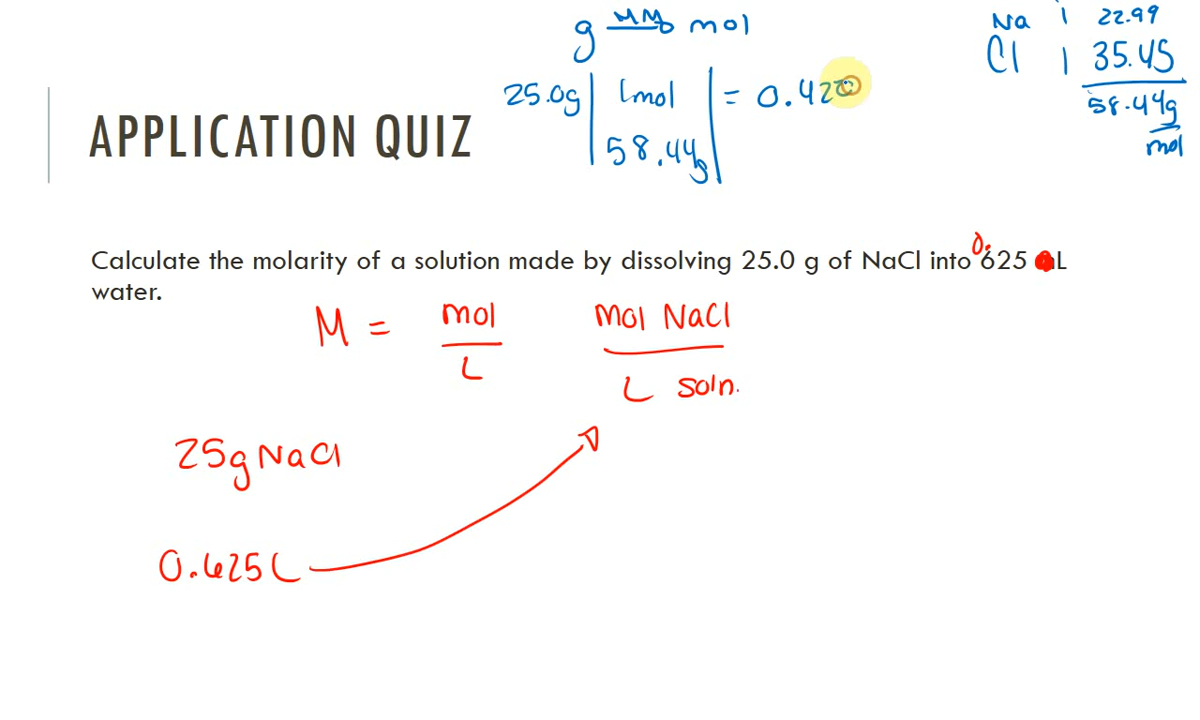 g MM mol
Na 1 22.99
Cl 1 35.45
58.44g
mol
25.0g 1mol = 0.42
58.44g
APPLICATION QUIZ
Calculate the molarity of a solution made by dissolving 25.0 g of NaCl into 0.625 L
water.
M = mol
L
mol NaCl
L soln.
25g NaCl
0.625L